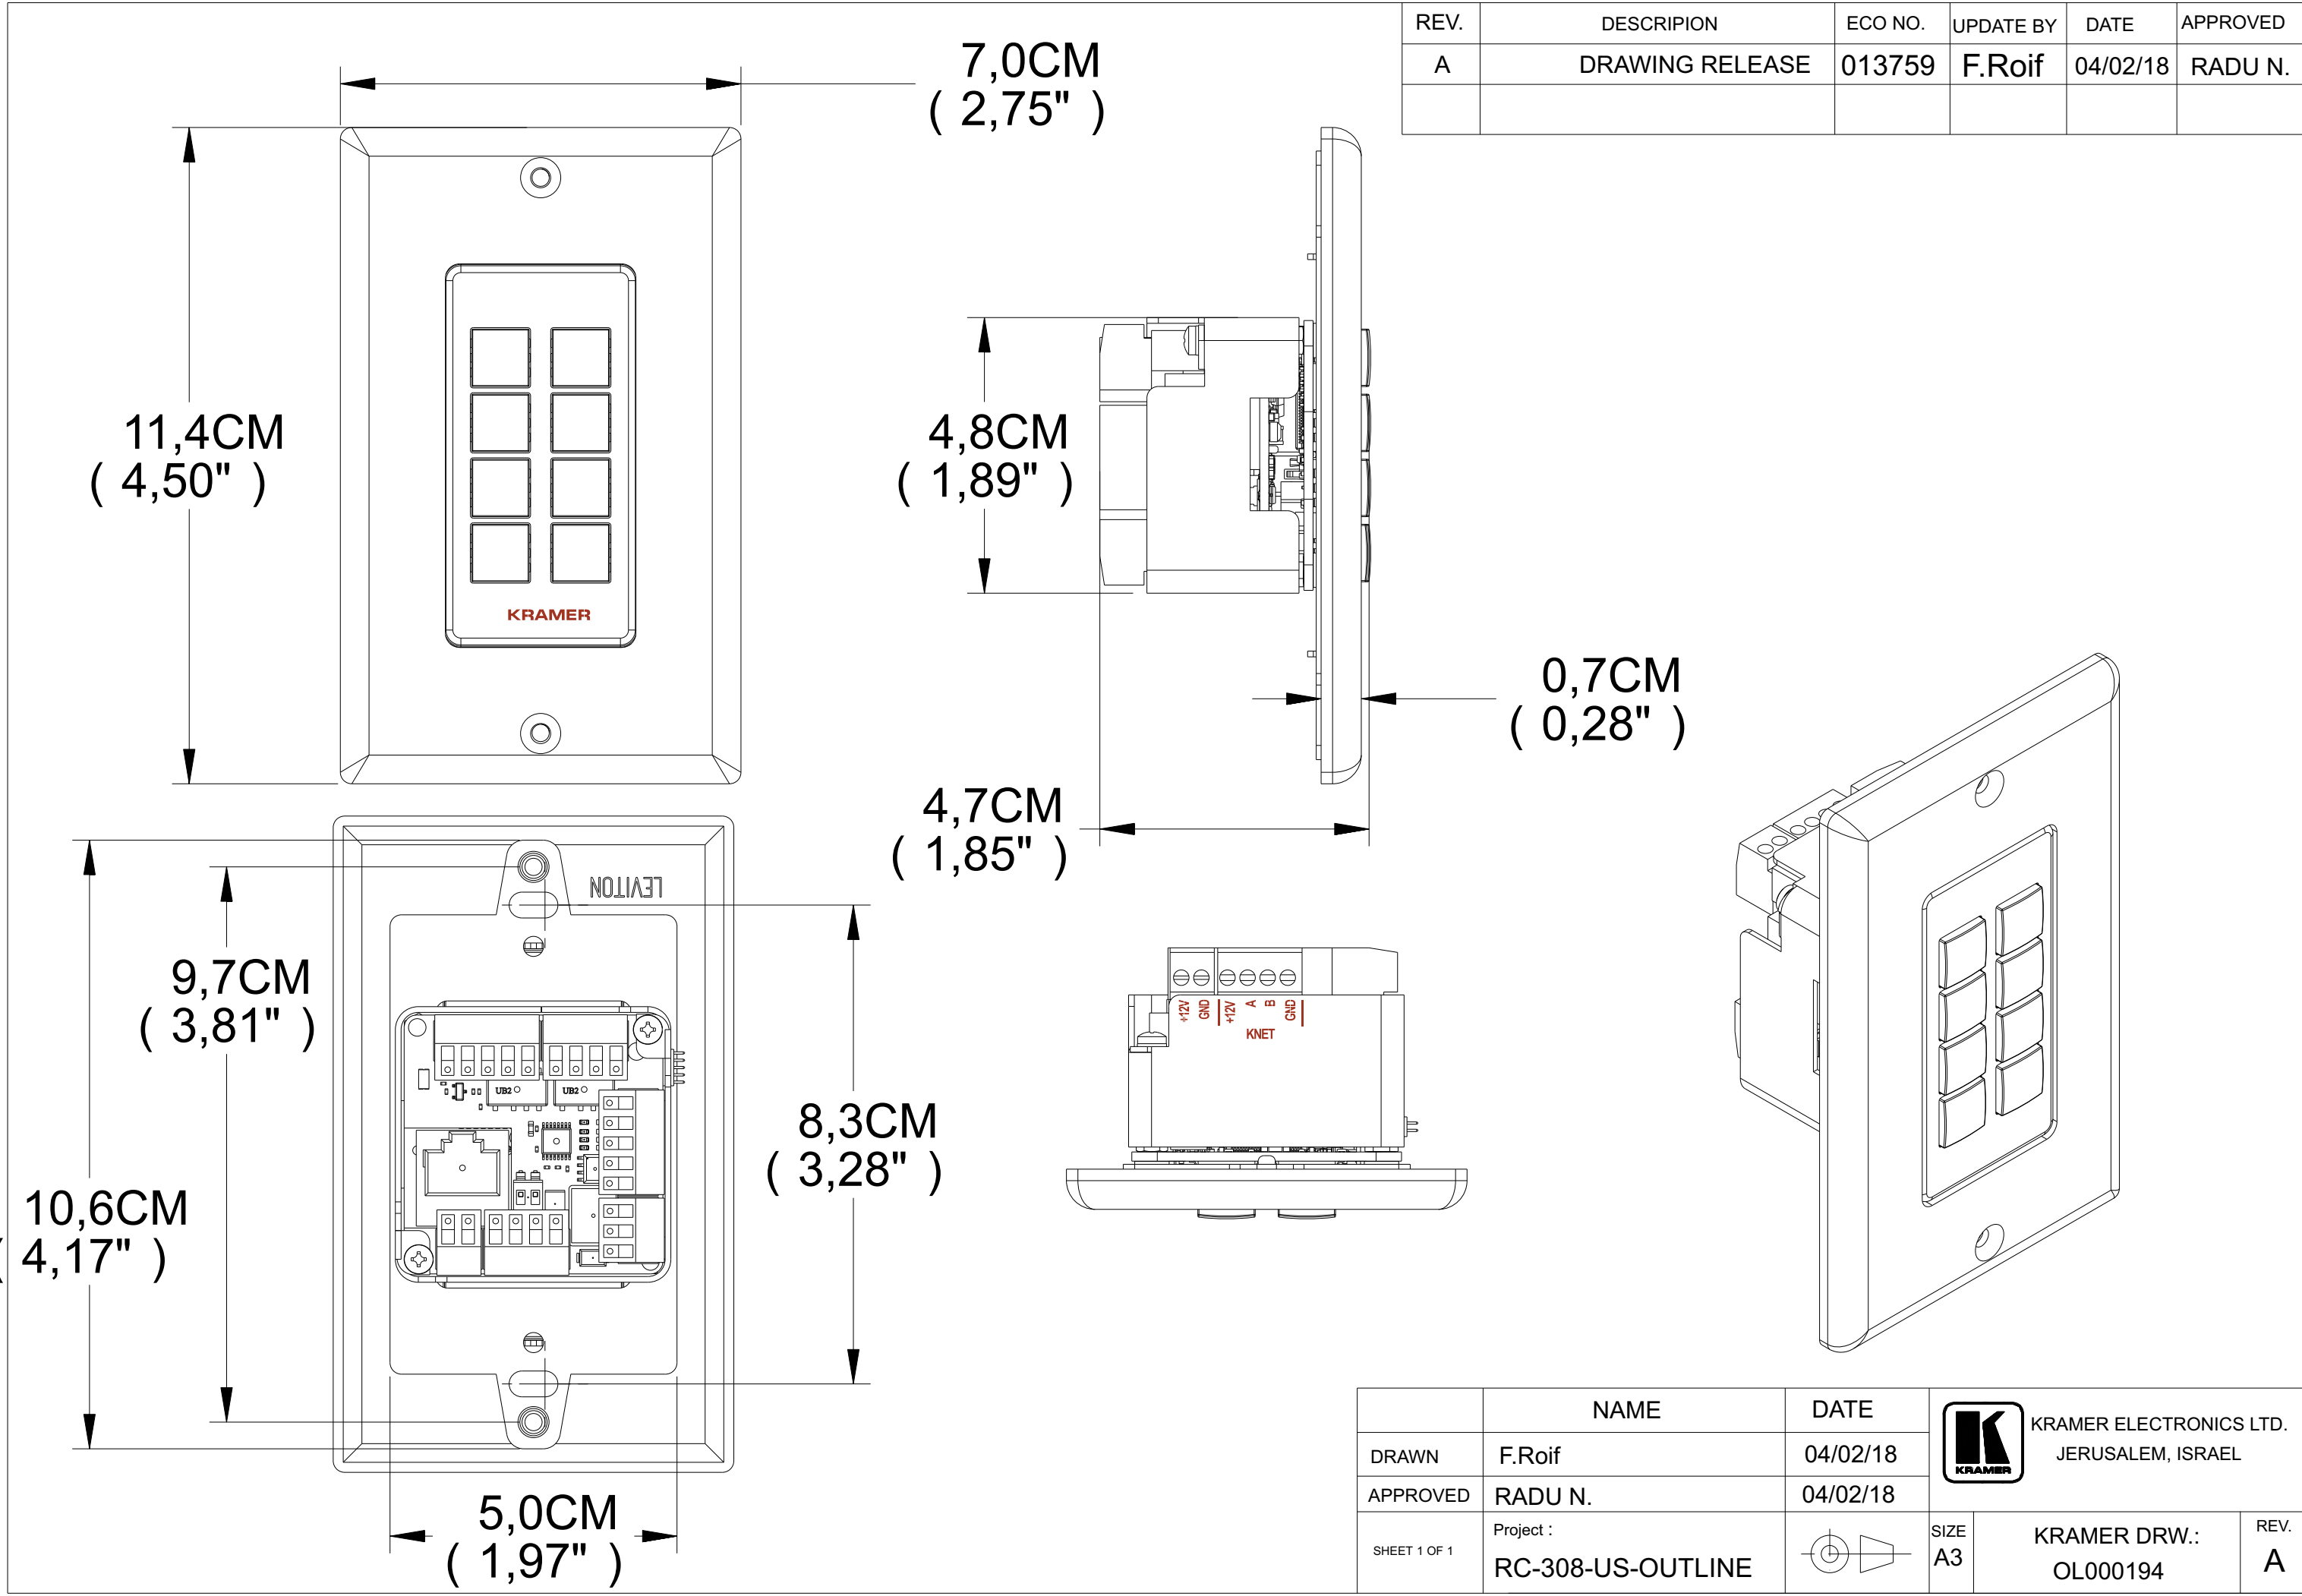 REV. DESCRIPION ECO NO. UPDATE BY DATE APPROVED
A DRAWING RELEASE 013759 F.Roif 04/02/18 RADU N.
7,0CM
( 2,75" )
11,4CM
( 4,50" )
KRAMER
4,8CM
( 1,89" )
0,7CM
( 0,28" )
4,7CM
( 1,85" )
LEVITON
9,7CM
( 3,81" )
10,6CM
( 4,17" )
8,3CM
( 3,28" )
UB2 UB2
5,0CM
( 1,97" )
+12V GND +12V A B GND
KNET
NAME DATE
DRAWN F.Roif 04/02/18
APPROVED RADU N. 04/02/18
SHEET 1 OF 1
Project :
RC-308-US-OUTLINE
KRAMER
KRAMER ELECTRONICS LTD.
JERUSALEM, ISRAEL
SIZE
A3
KRAMER DRW.:
OL000194
REV.
A